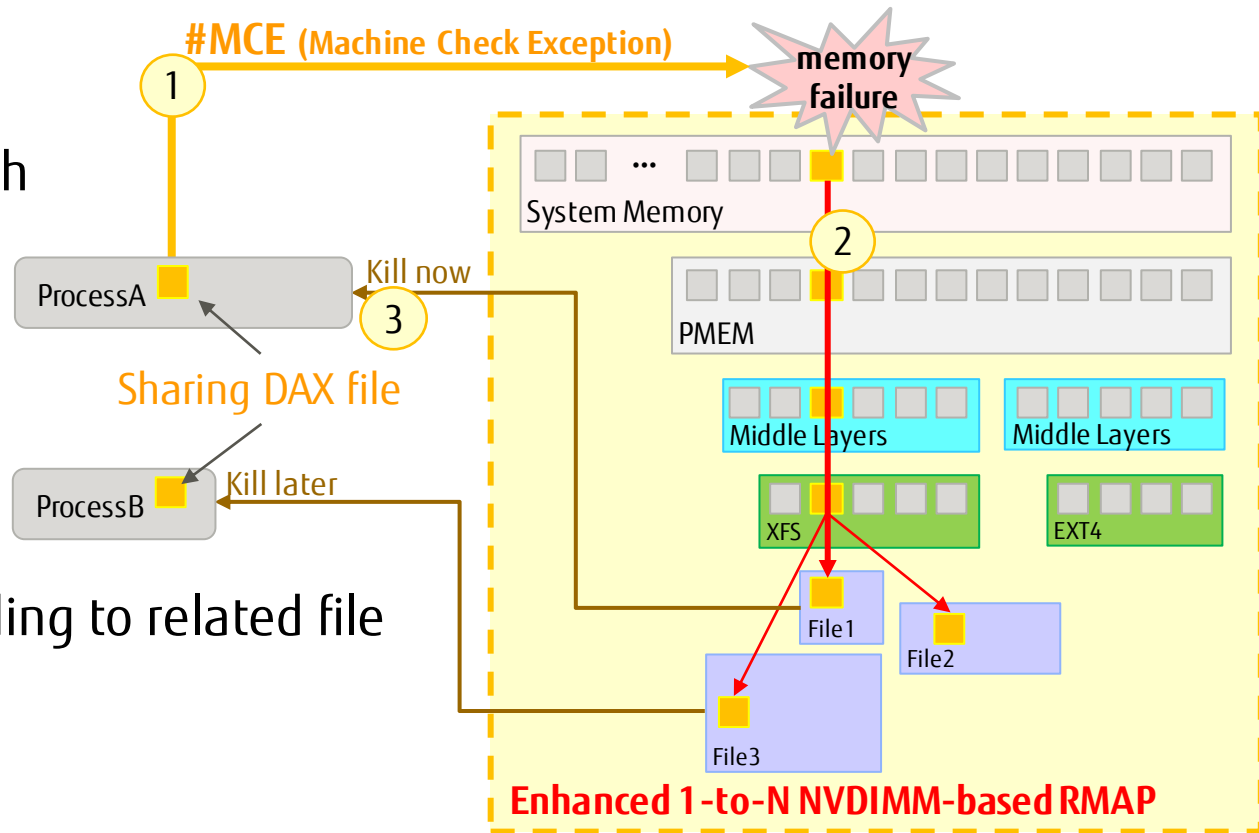 #MCE (Machine Check Exception)
1
memory
failure
h
...
System Memory
2
Kill now
ProcessA
3
PMEM
Sharing DAX file
Middle Layers
Middle Layers
Kill later
ProcessB
XFS
EXT4
ling to related file
File1
File2
File3
Enhanced 1-to-N NVDIMM-based RMAP